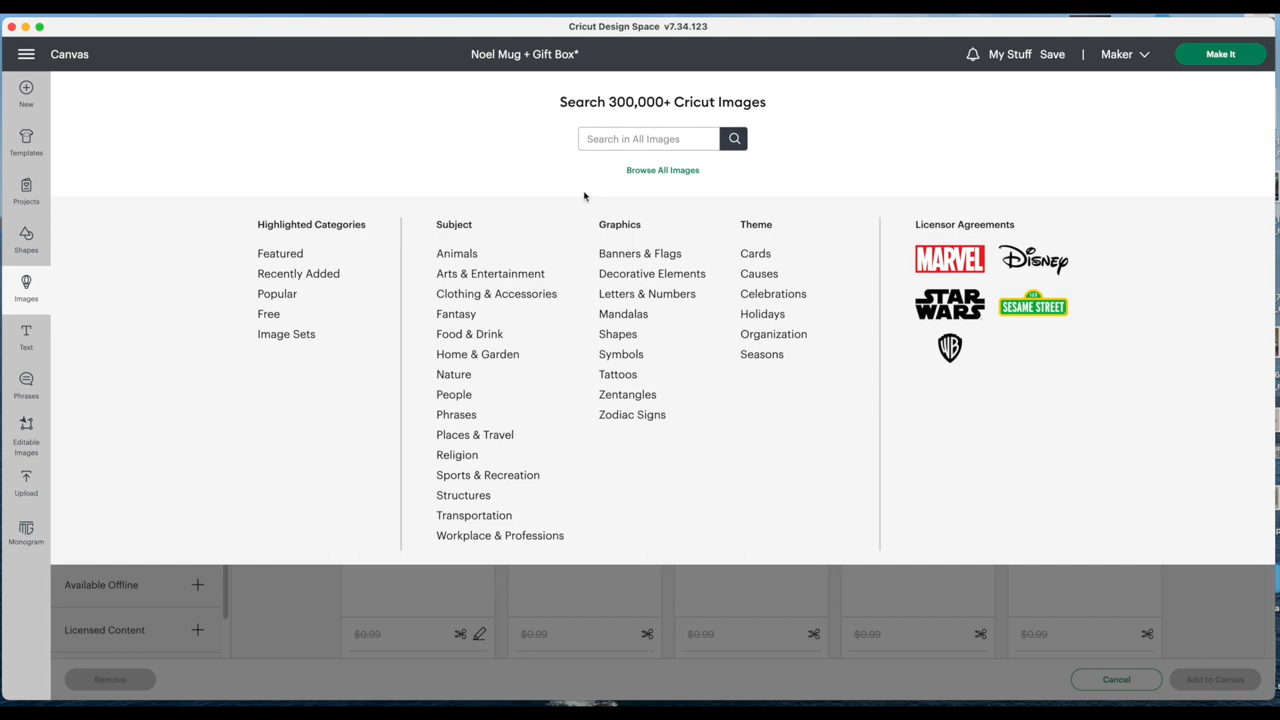 Cricut Design Space v7.34.123
Canvas
Noel Mug + Gift Box*
My Stuff Save | Maker
Make It
New
Templates
Projects
Shapes
Images
Text
Phrases
Editable
Images
Upload
Monogram
Search 300,000+ Cricut Images
Search in All Images
Browse All Images
Highlighted Categories
Featured
Recently Added
Popular
Free
Image Sets
Subject
Animals
Arts & Entertainment
Clothing & Accessories
Fantasy
Food & Drink
Home & Garden
Nature
People
Phrases
Places & Travel
Religion
Sports & Recreation
Structures
Transportation
Workplace & Professions
Graphics
Banners & Flags
Decorative Elements
Letters & Numbers
Mandalas
Shapes
Symbols
Tattoos
Zentangles
Zodiac Signs
Theme
Cards
Causes
Celebrations
Holidays
Organization
Seasons
Licensor Agreements
MARVEL
Disney
STAR
WARS
123
SESAME STREET
WB
Available Offline
Licensed Content
$0.99
$0.99
$0.99
$0.99
$0.99
Remove
Cancel
Add to Canvas